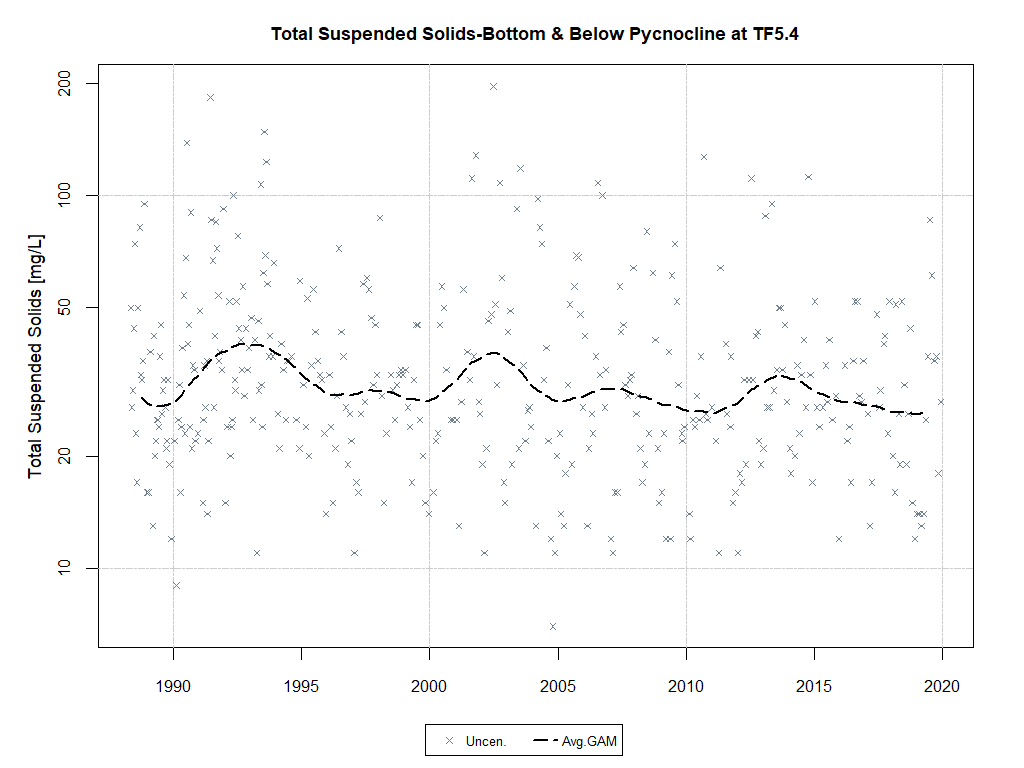 Total Suspended Solids-Bottom & Below Pycnocline at TF5.4
Total Suspended Solids [mg/L]
200
100
50
20
10
1990 1995 2000 2005 2010 2015 2020
Uncen. Avg.GAM